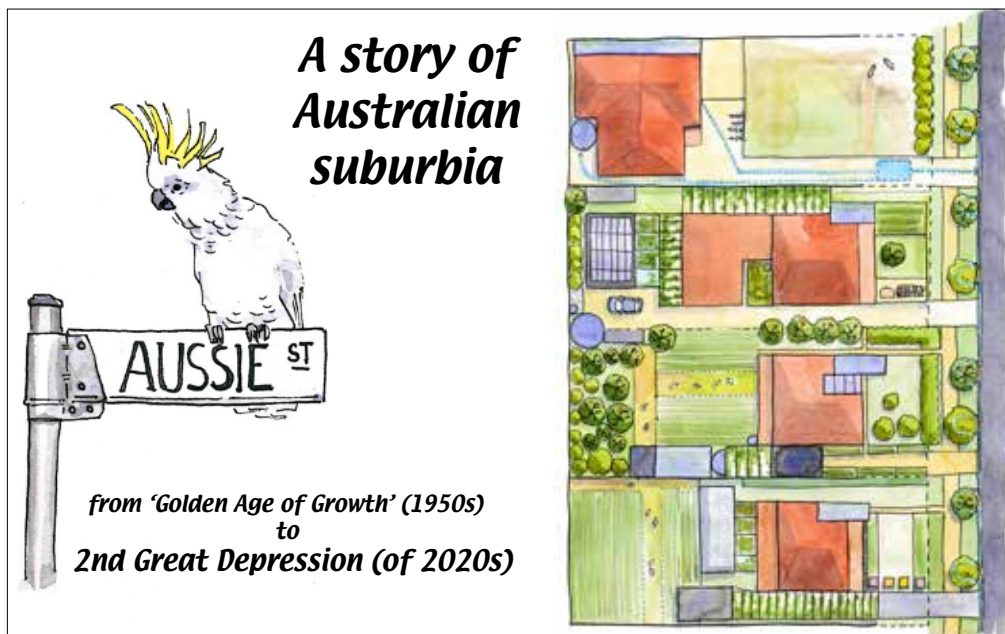 A story of
Australian
suburbia
AUSSIE ST
from ‘Golden Age of Growth’ (1950s)
to
2nd Great Depression (of 2020s)